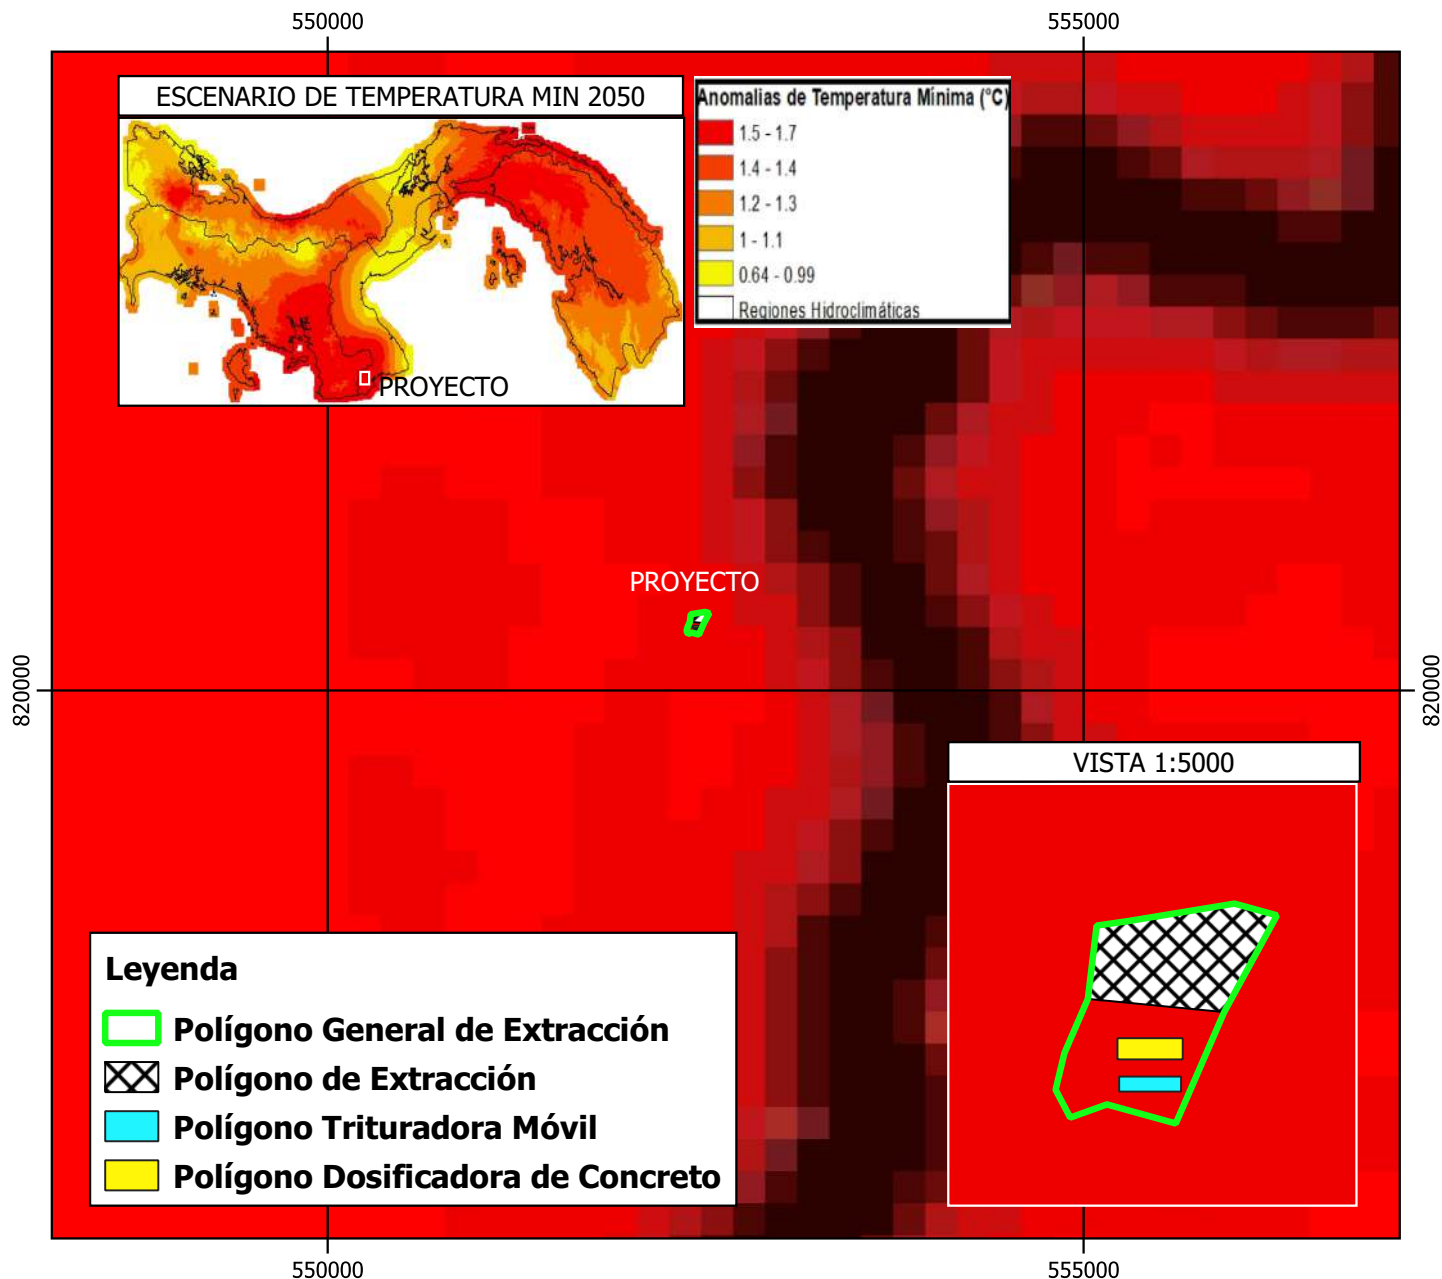 550000
555000
ESCENARIO DE TEMPERATURA MIN 2050
PROYECTO
Anomalias de Temperatura Mínima (°C)
1.5 - 1.7
1.4 - 1.4
1.2 - 1.3
1 - 1.1
0.64 - 0.99
Regiones Hidroclimáticas
PROYECTO
820000
820000
VISTA 1:5000
Leyenda
Polígono General de Extracción
Polígono de Extracción
Polígono Trituradora Móvil
Polígono Dosificadora de Concreto
550000
555000